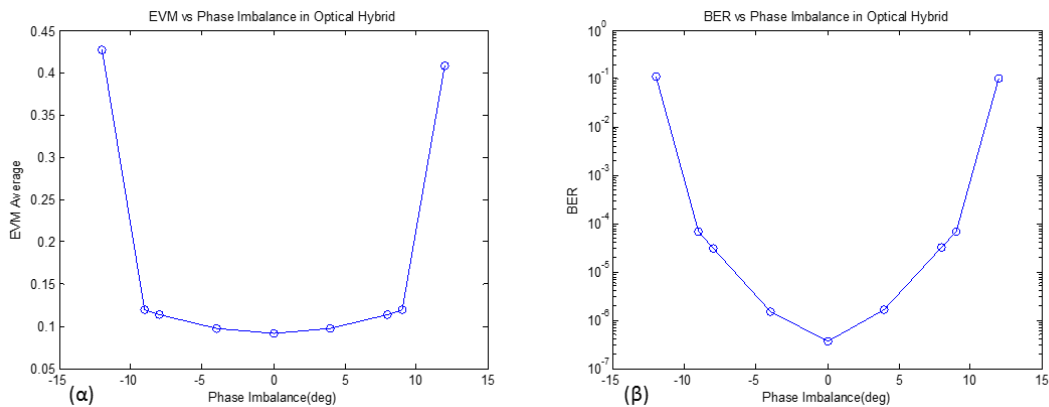 EVM vs Phase Imbalance in Optical Hybrid
0.45
0.4
0.35
0.3
0.25
0.2
0.15
0.1
0.05
EVM Average
-15 -10 -5 0 5 10 15
Phase Imbalance(deg)
(α)
BER vs Phase Imbalance in Optical Hybrid
10^0
10^-1
10^-2
10^-3
10^-4
10^-5
10^-6
10^-7
BER
-15 -10 -5 0 5 10 15
Phase Imbalance(deg)
(β)